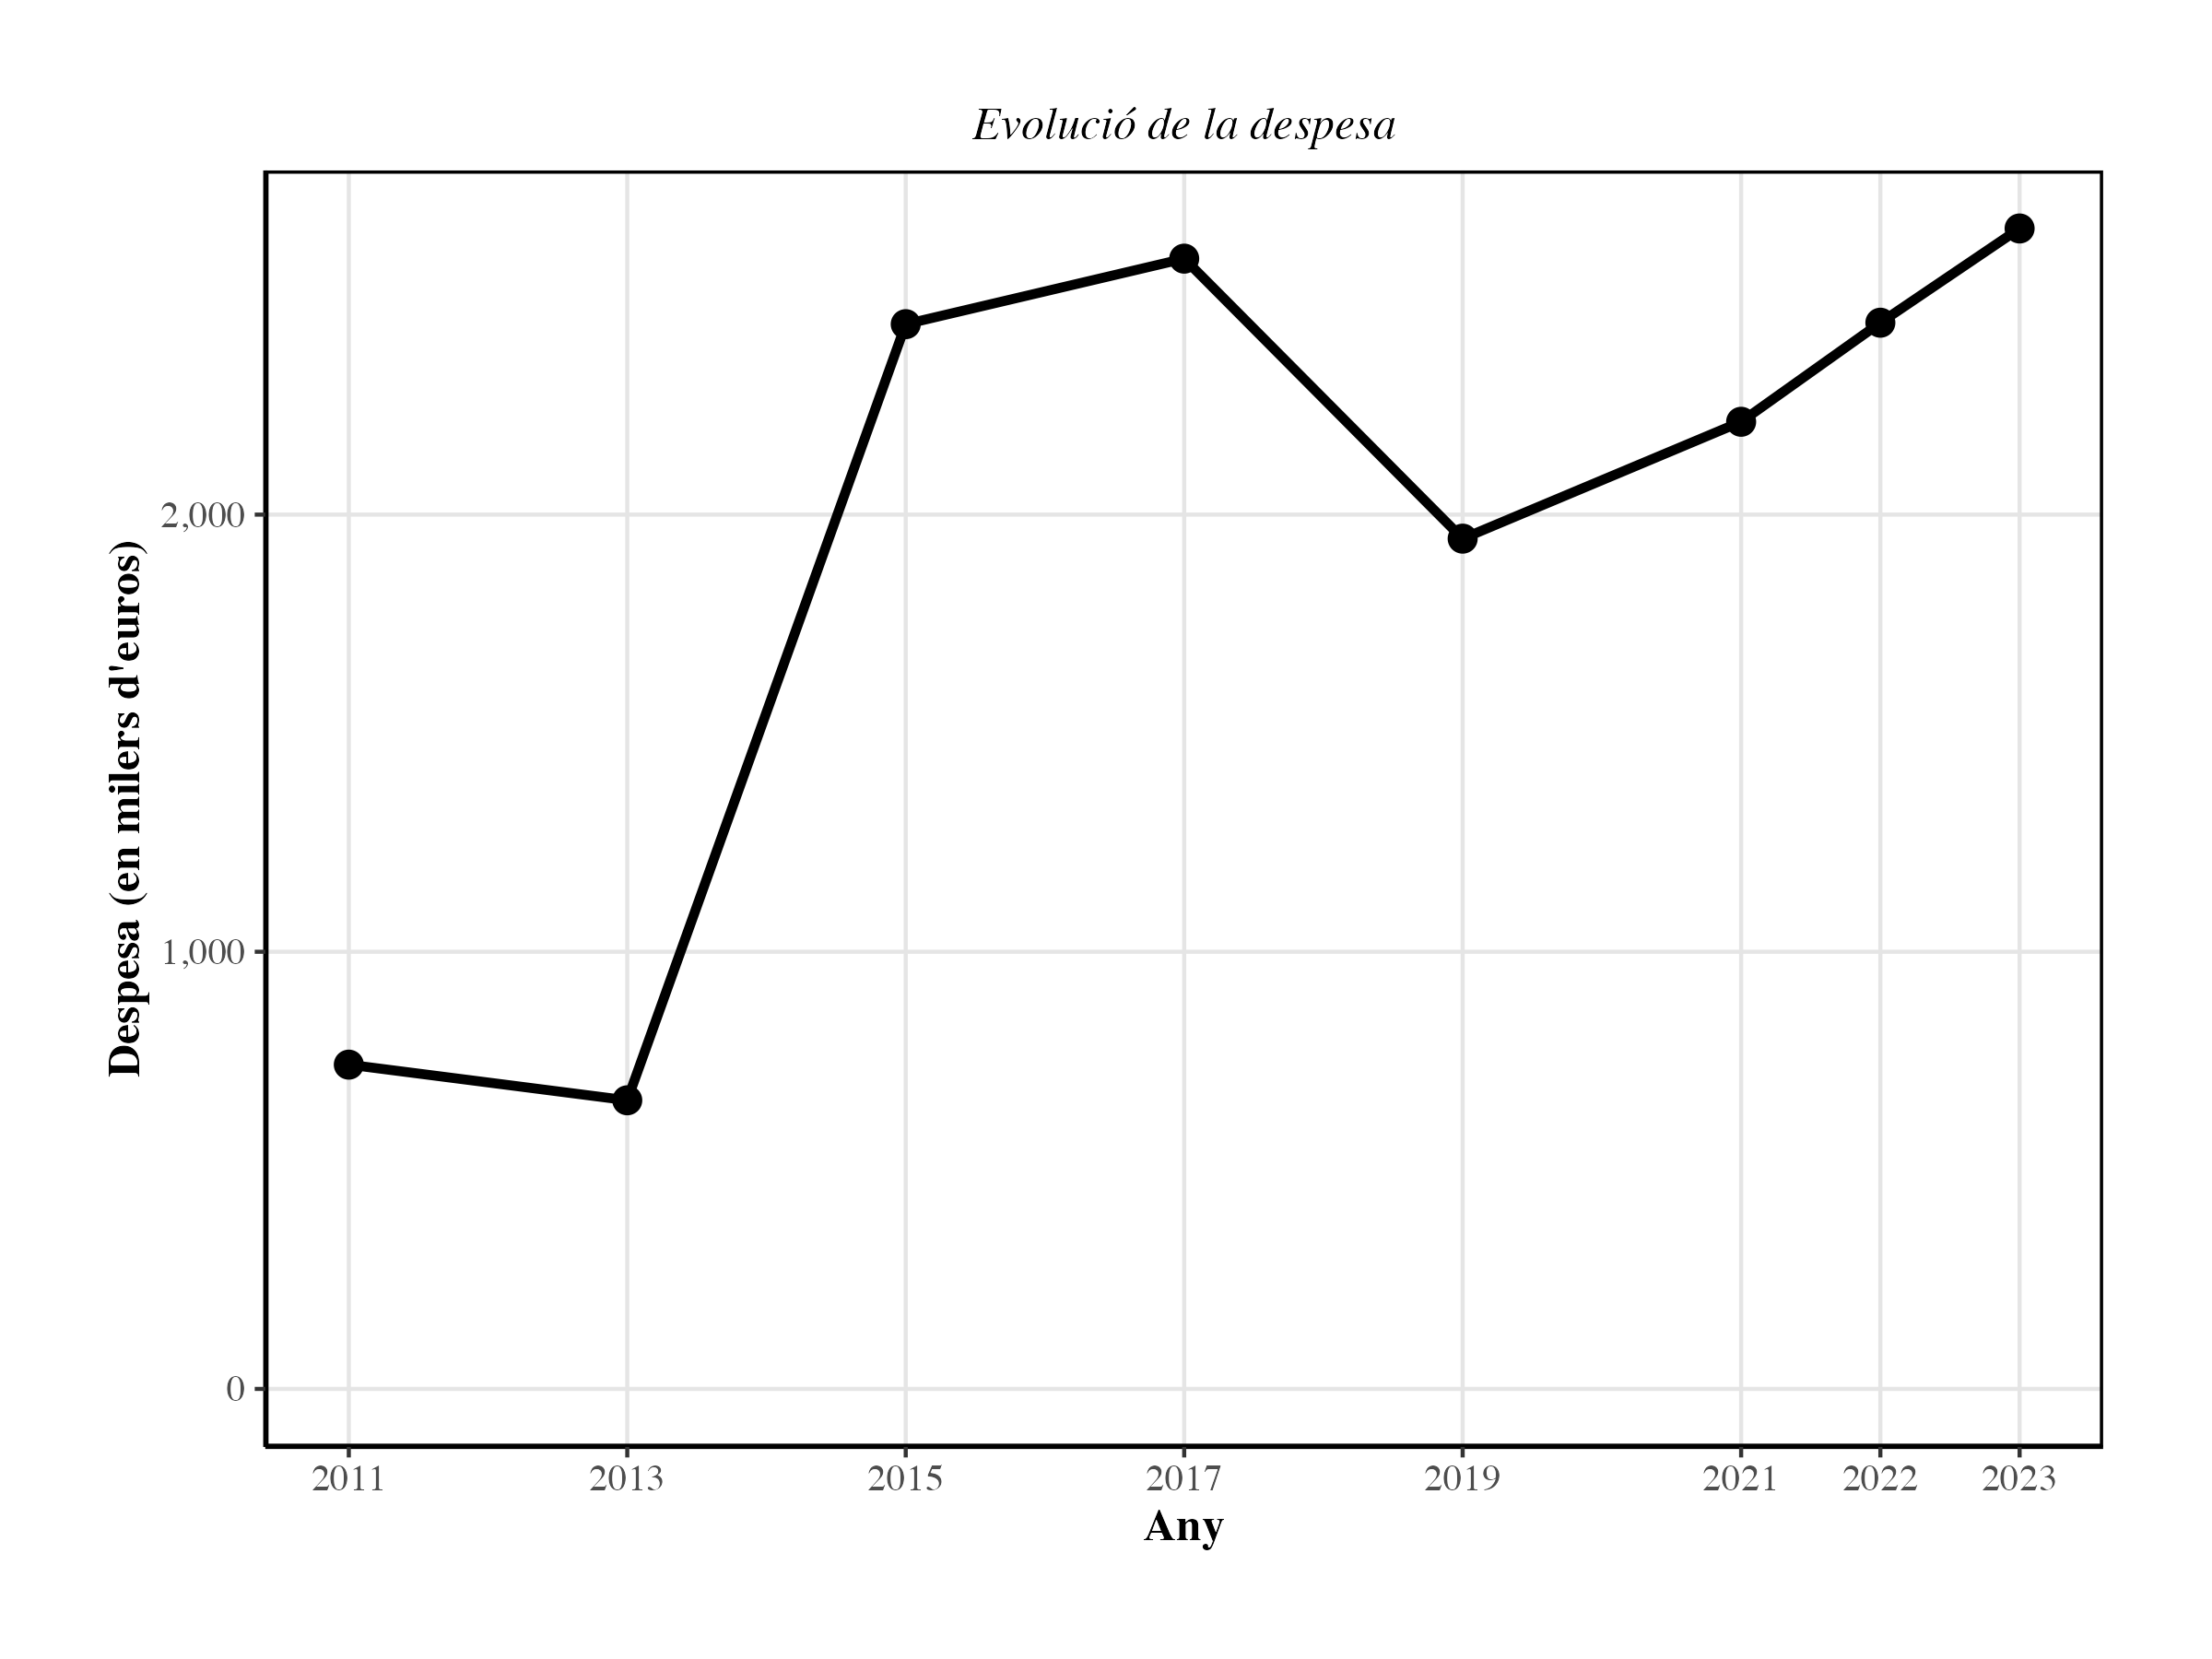 Evolució de la despesa
Despesa (en milers d'euros)
2,000
1,000
0
2011 2013 2015 2017 2019 2021 2022 2023
Any